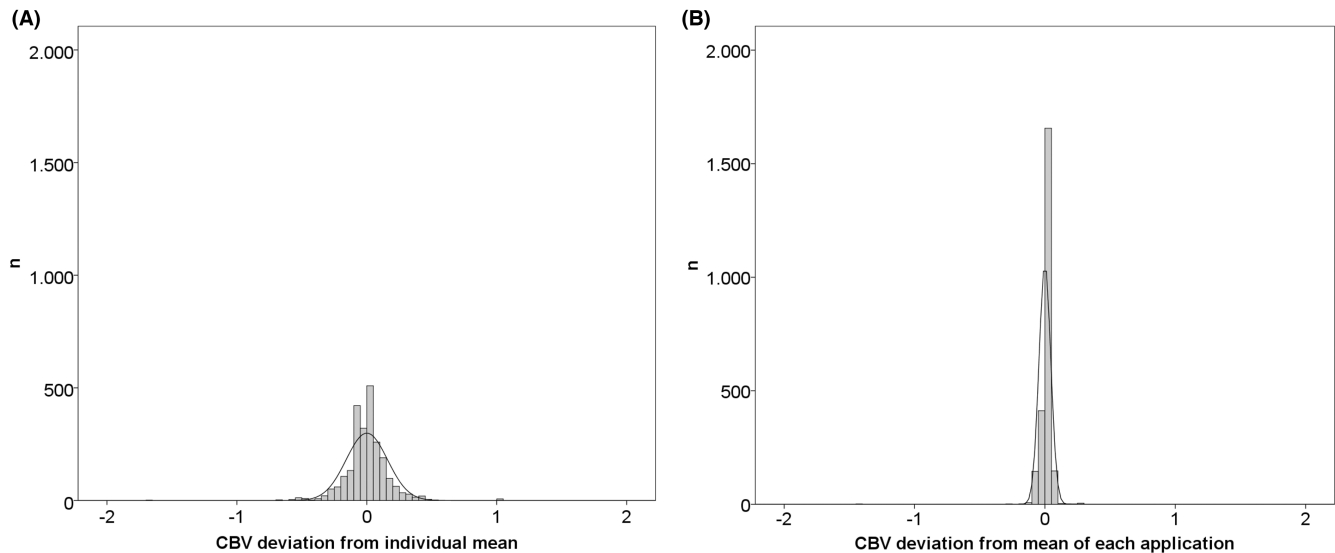 (A)
2.000
1.500
1.000
500
0
n
-2 -1 0 1 2
CBV deviation from individual mean
(B)
2.000
1.500
1.000
500
0
n
-2 -1 0 1 2
CBV deviation from mean of each application